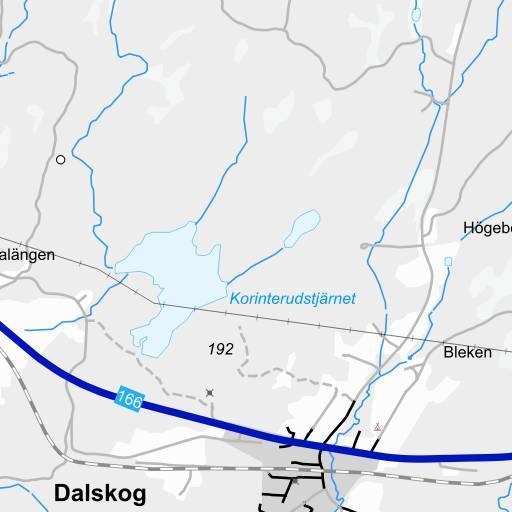 Högebo
alängen
Korinterudstjärnet
192
Bleken
166
Dalskog